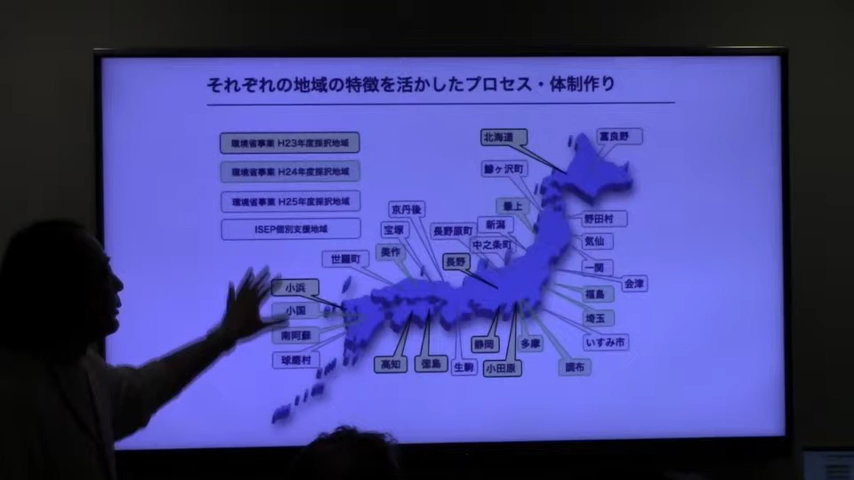 それぞれの地域の特徴を活かしたプロセス・体制作り
環境省事業 H23年度採択地域
環境省事業 H24年度採択地域
環境省事業 H25年度採択地域
ISEP個別支援地域
北海道
富良野
鰺ヶ沢町
最上
野田村
京丹後
新潟
長野原町
宝塚
中之条町
気仙
美作
世羅町
長野
一関
会津
小浜
福島
小国
埼玉
南阿蘇
いすみ市
静岡
多摩
球磨村
高知
徳島
生駒
小田原
調布